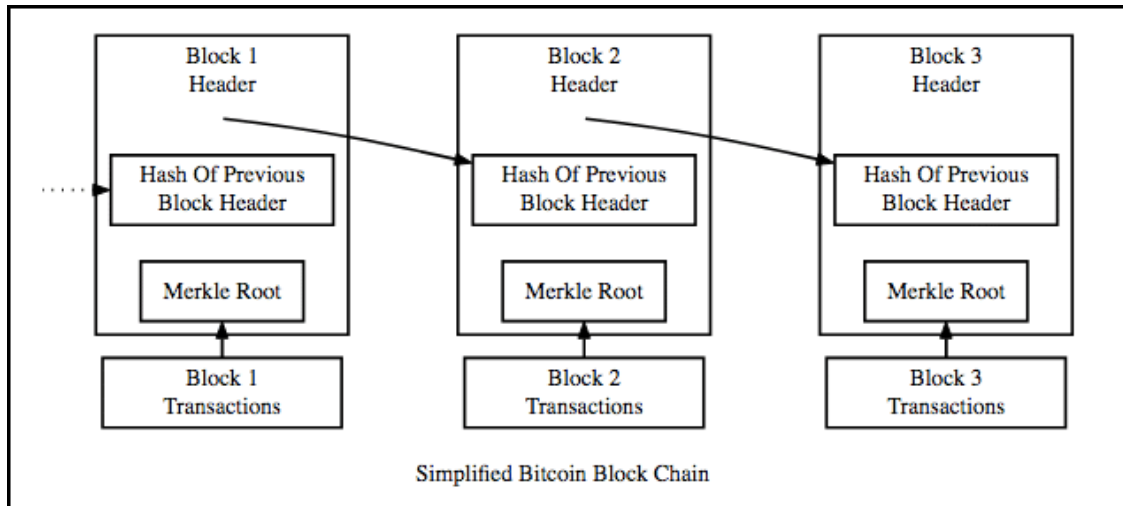 Block 1
Header
Block 2
Header
Block 3
Header
Hash Of Previous
Block Header
Hash Of Previous
Block Header
Hash Of Previous
Block Header
Merkle Root
Merkle Root
Merkle Root
Block 1
Transactions
Block 2
Transactions
Block 3
Transactions
Simplified Bitcoin Block Chain